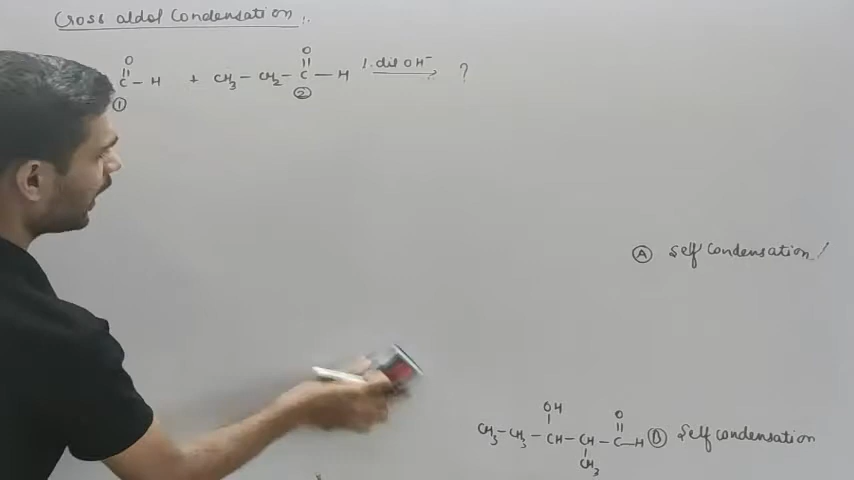 Cross aldol Condensation
O O
C — H + CH3 — CH2 — C — H 1. dil OH- ?
1 2
A Self Condensation
OH O
CH3 — CH2 — CH — CH — C — H B Self condensation
CH3